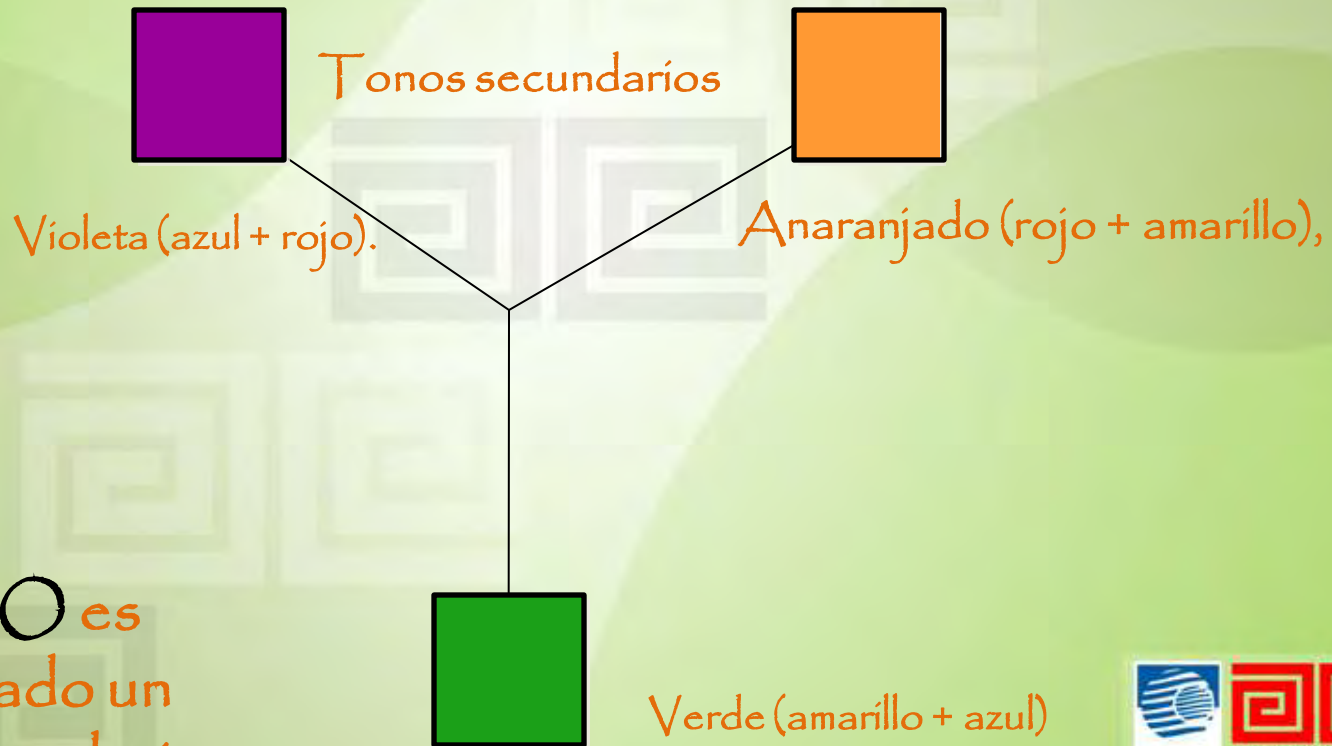 Tonos secundarios
Violeta (azul + rojo).
Anaranjado (rojo + amarillo),
O es
ado un
Verde (amarillo + azul)